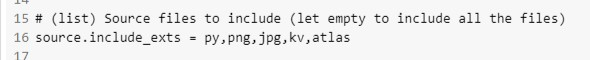 14
15 # (list) Source files to include (let empty to include all the files)
16 source.include_exts = py,png,jpg,kv,atlas
17